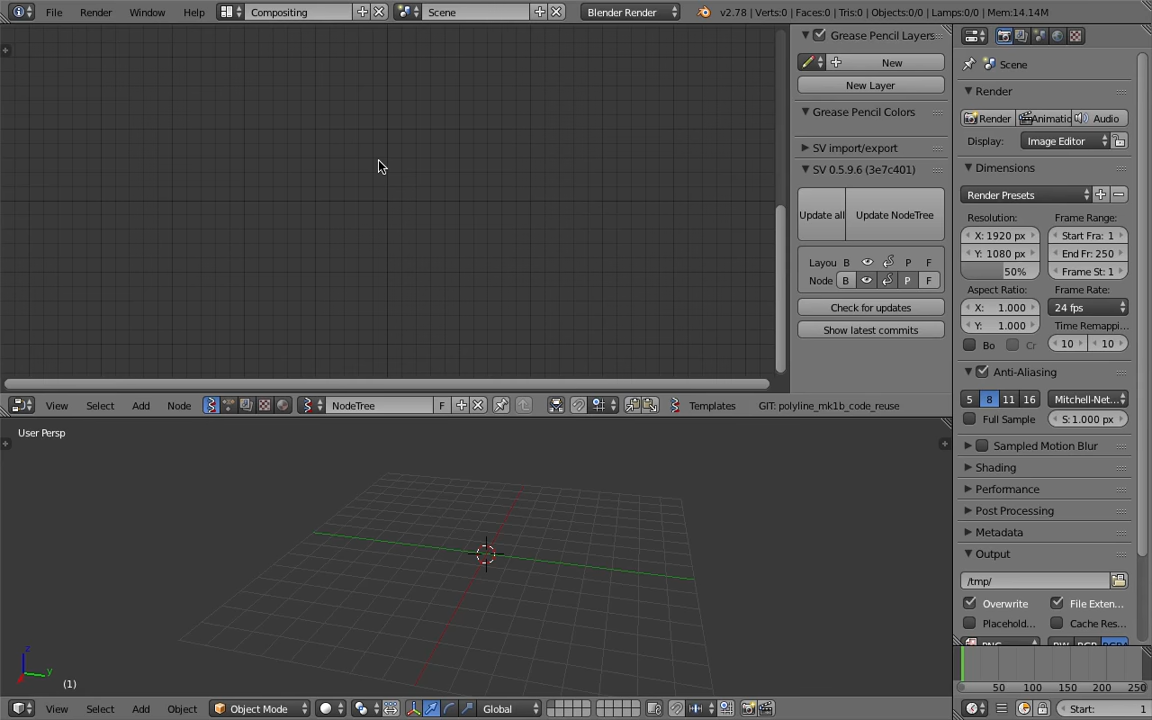 File Render Window Help Compositing Scene Blender Render v2.78 | Verts:0 | Faces:0 | Tris:0 | Objects:0/0 | Lamps:0/0 | Mem:14.14M
Grease Pencil Layers
New
New Layer
Grease Pencil Colors
SV import/export
SV 0.5.9.6 (3e7c401)
Update all Update NodeTree
Layou B P F
Node B P F
Check for updates
Show latest commits
Scene
Render
Render Animatic Audio
Display: Image Editor
Dimensions
Render Presets
Resolution: Frame Range:
X: 1920 px Start Fra: 1
Y: 1080 px End Fr: 250
50% Frame St: 1
Aspect Ratio: Frame Rate:
X: 1.000 24 fps
Y: 1.000 Time Remappi...
Bo Cr 10 10
Anti-Aliasing
5 8 11 16 Mitchell-Net...
Full Sample S: 1.000 px
Sampled Motion Blur
Shading
Performance
Post Processing
Metadata
Output
/tmp/
Overwrite File Exten...
Placehold... Cache Res...
View Select Add Node NodeTree F Templates GIT: polyline_mk1b_code_reuse
User Persp
z
y
(1)
50 100 150 200 250
View Select Add Object Object Mode Global
Start: 1